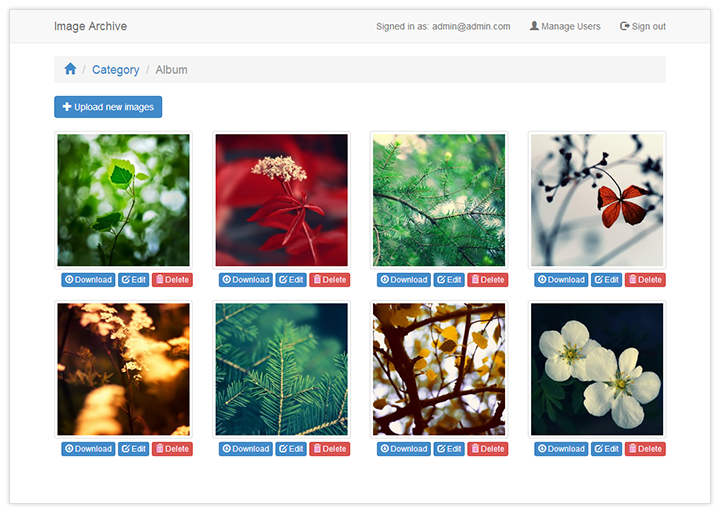 Image Archive Signed in as: admin@admin.com Manage Users Sign out
/ Category / Album
Upload new images
Download Edit Delete Download Edit Delete Download Edit Delete Download Edit Delete
Download Edit Delete Download Edit Delete Download Edit Delete Download Edit Delete